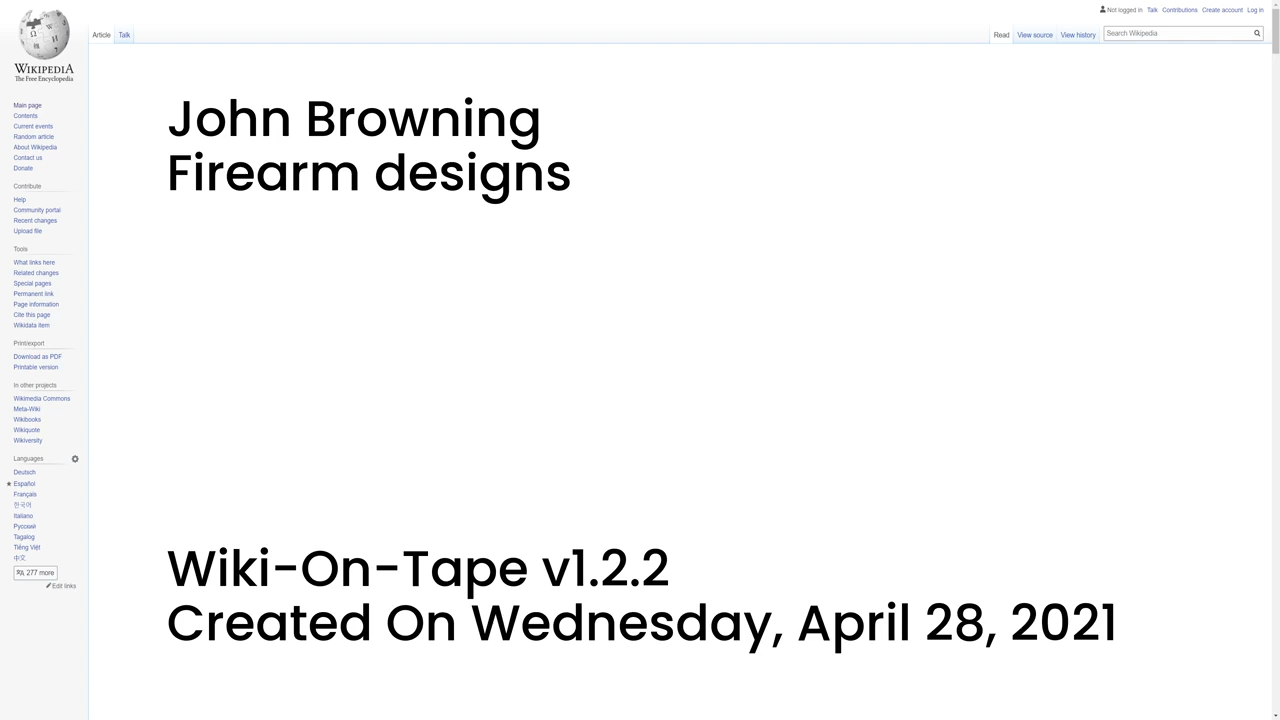 Not logged in Talk Contributions Create account Log in
Article Talk Read View source View history Search Wikipedia
WIKIPEDIA
The Free Encyclopedia
Main page
Contents
Current events
Random article
About Wikipedia
Contact us
Donate
Contribute
Help
Community portal
Recent changes
Upload file
Tools
What links here
Related changes
Special pages
Permanent link
Page information
Cite this page
Wikidata item
Print/export
Download as PDF
Printable version
In other projects
Wikimedia Commons
Meta-Wiki
Wikibooks
Wikiquote
Wikiversity
Languages
Deutsch
Español
Français
한국어
Italiano
Русский
Tagalog
Tiếng Việt
中文
277 more
Edit links
John Browning
Firearm designs
Wiki-On-Tape v1.2.2
Created On Wednesday, April 28, 2021